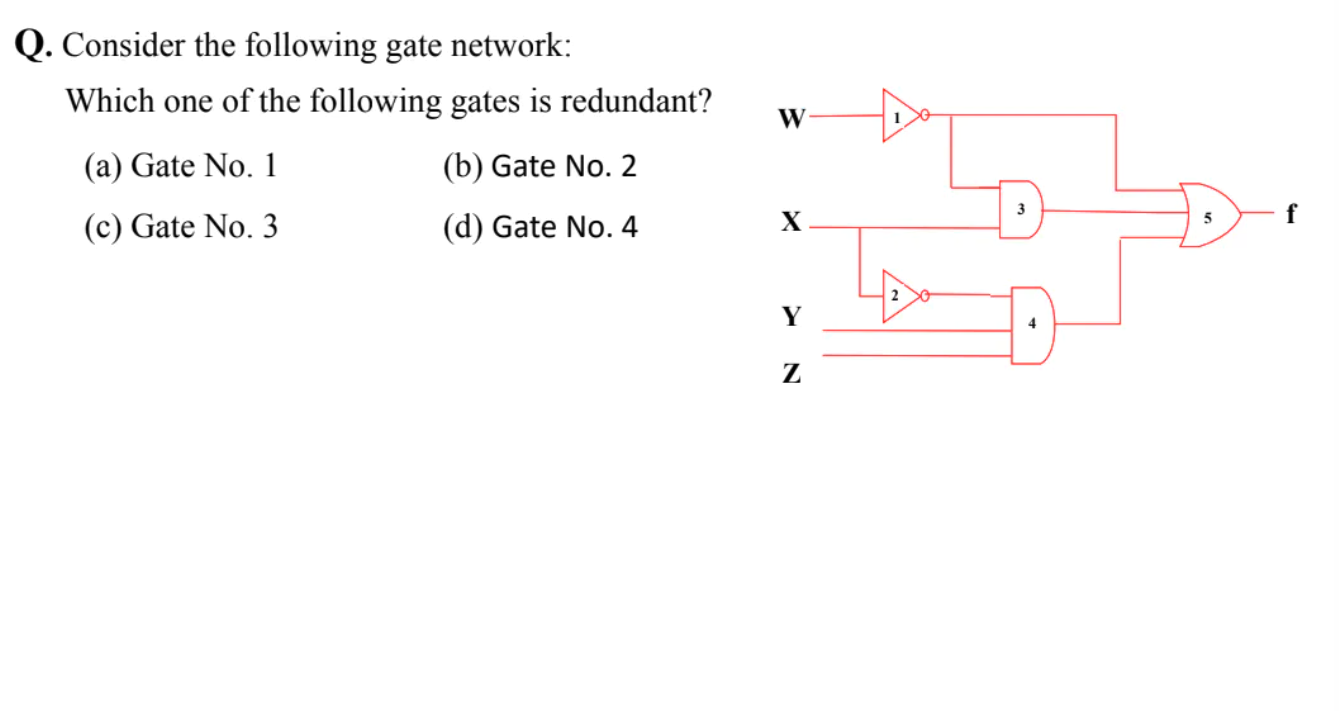 Q. Consider the following gate network:
Which one of the following gates is redundant?
(a) Gate No. 1
(b) Gate No. 2
(c) Gate No. 3
(d) Gate No. 4
W
1
3
X
5
f
2
Y
4
Z